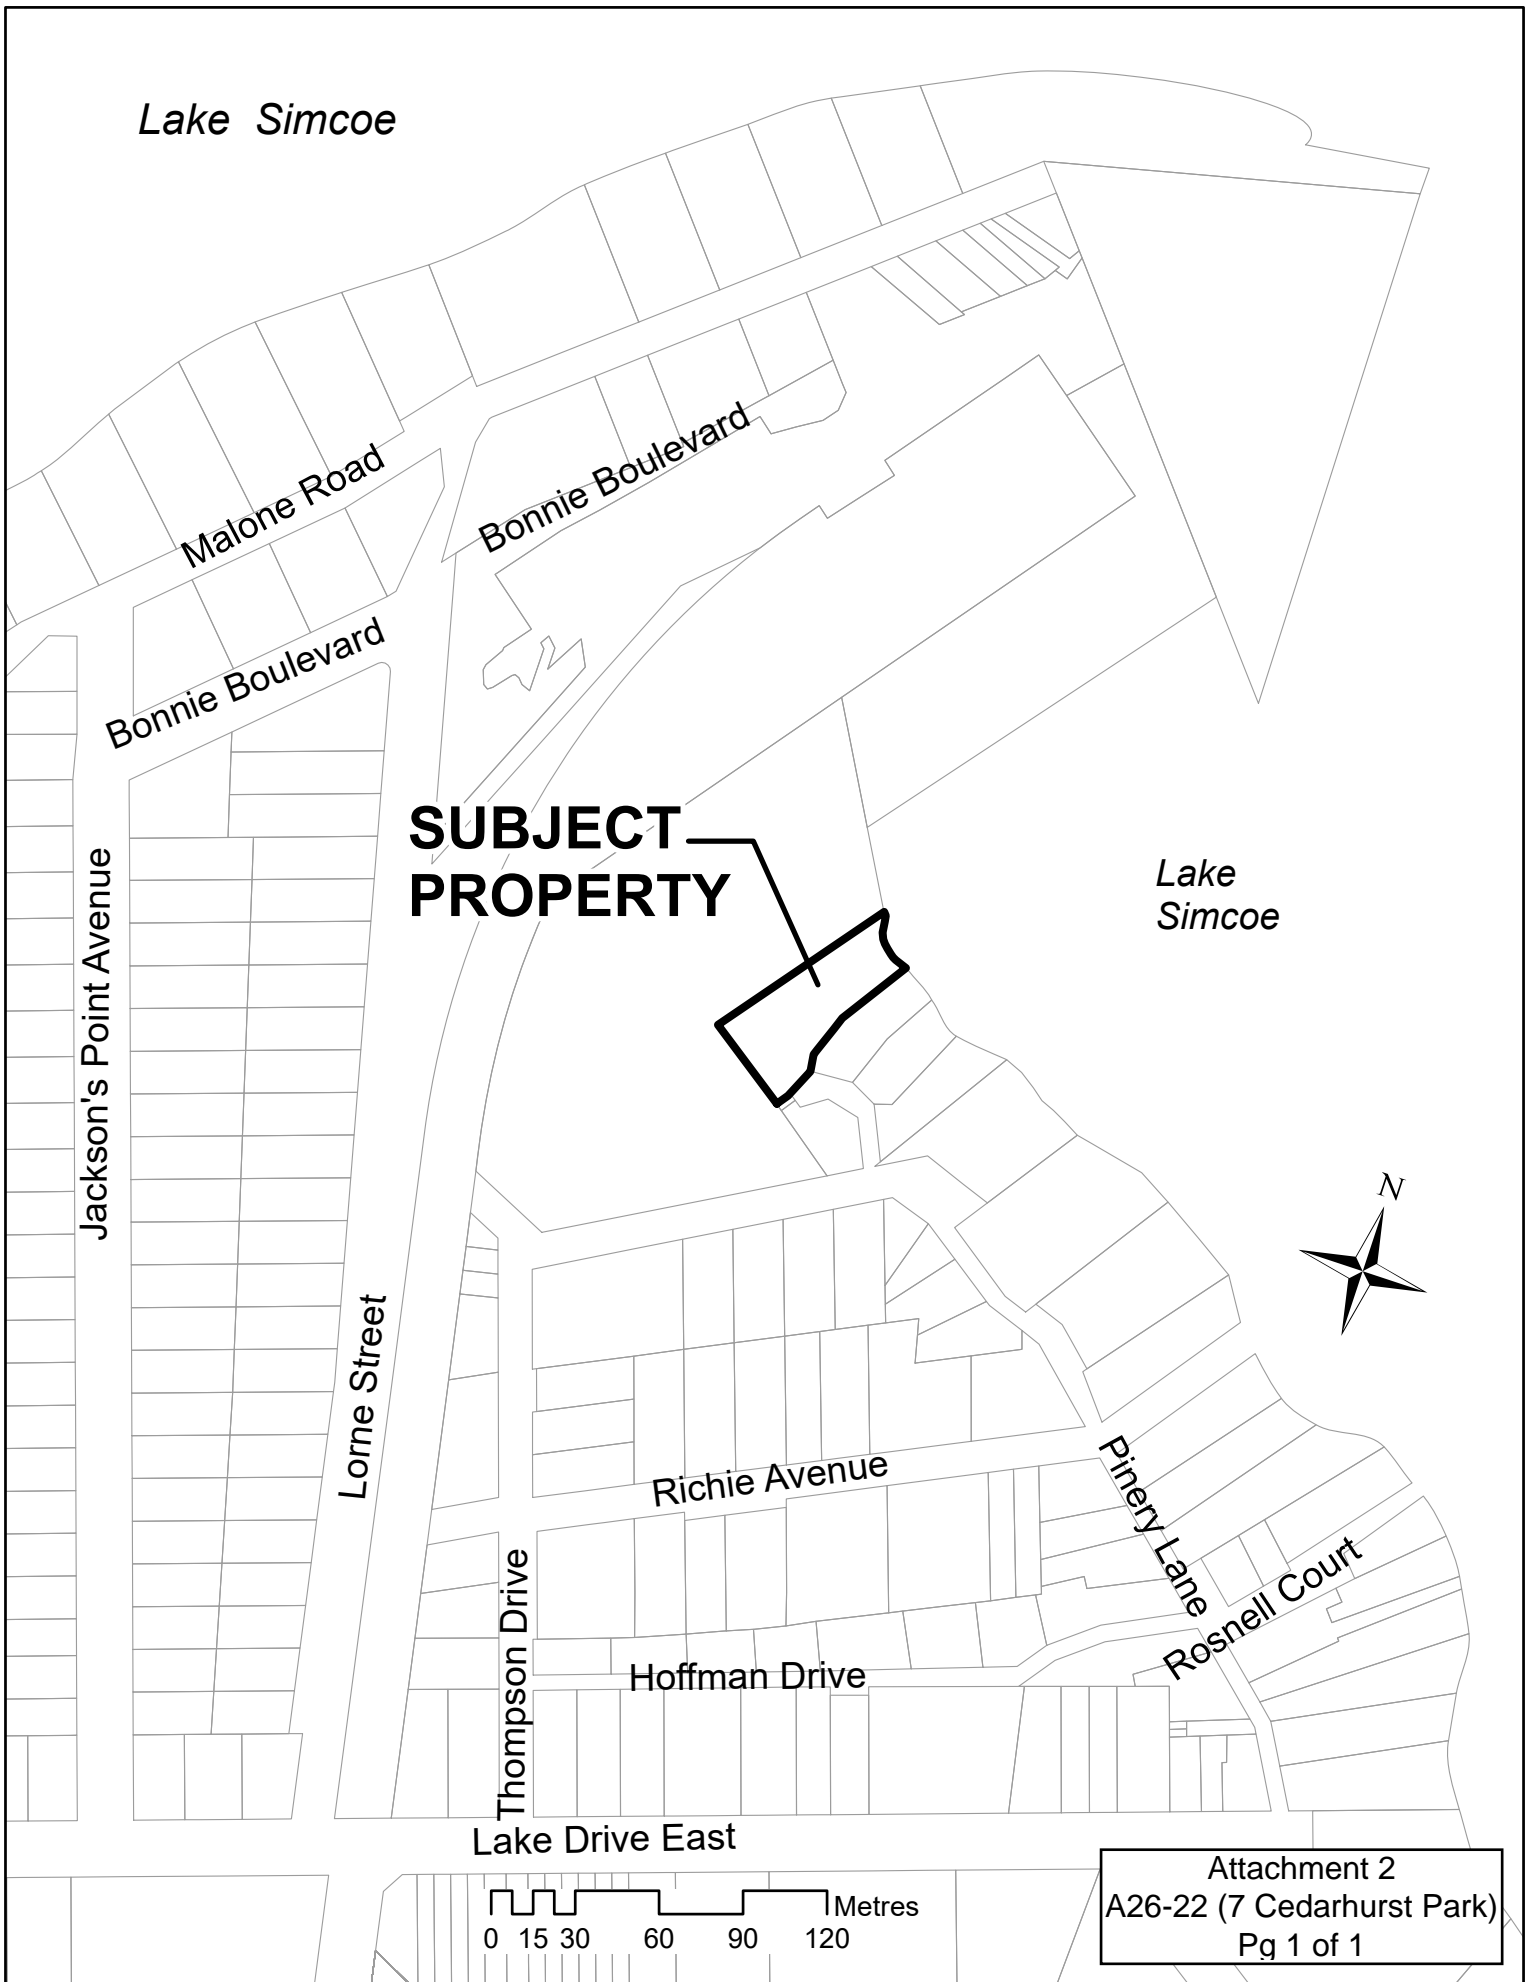 Lake Simcoe
Malone Road
Bonnie Boulevard
Bonnie Boulevard
SUBJECT
PROPERTY
Lake
Simcoe
Jackson's Point Avenue
N
Lorne Street
Richie Avenue
Pinery Lane
Rosnell Court
Thompson Drive
Hoffman Drive
Lake Drive East
Metres
0 15 30 60 90 120
Attachment 2
A26-22 (7 Cedarhurst Park)
Pg 1 of 1